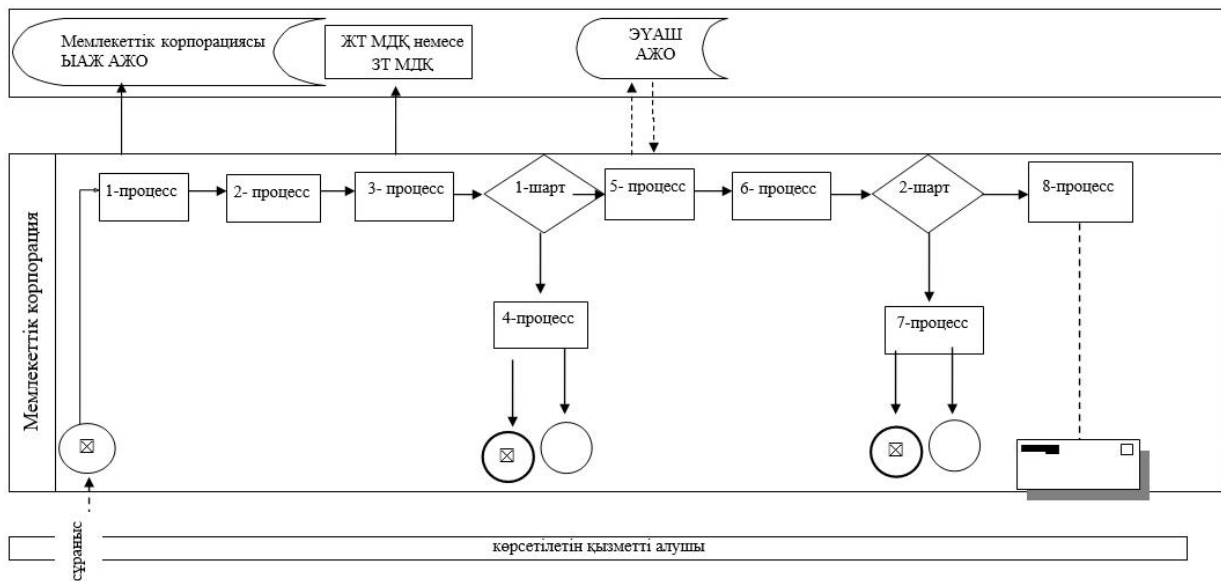 Мемлекеттік корпорациясы
ЫАЖ АЖО
ЖТ МДҚ немесе
ЗТ МДҚ
ЭҮАШ
АЖО
Мемлекеттік корпорация
1-процесс
2- процесс
3- процесс
1-шарт
5- процесс
6- процесс
2-шарт
8-процесс
4-процесс
7-процесс
сұраныс
көрсетілетін қызметті алушы